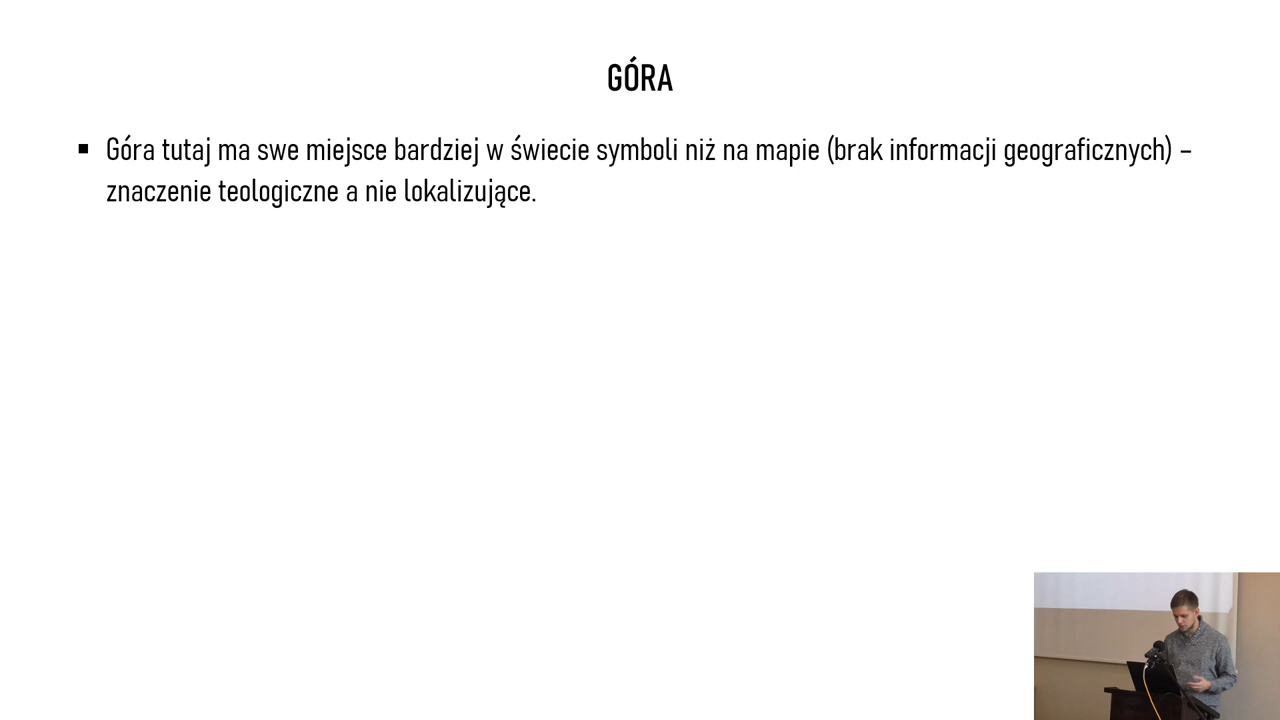 GÓRA
▪ Góra tutaj ma swe miejsce bardziej w świecie symboli niż na mapie (brak informacji geograficznych) –
znaczenie teologiczne a nie lokalizujące.